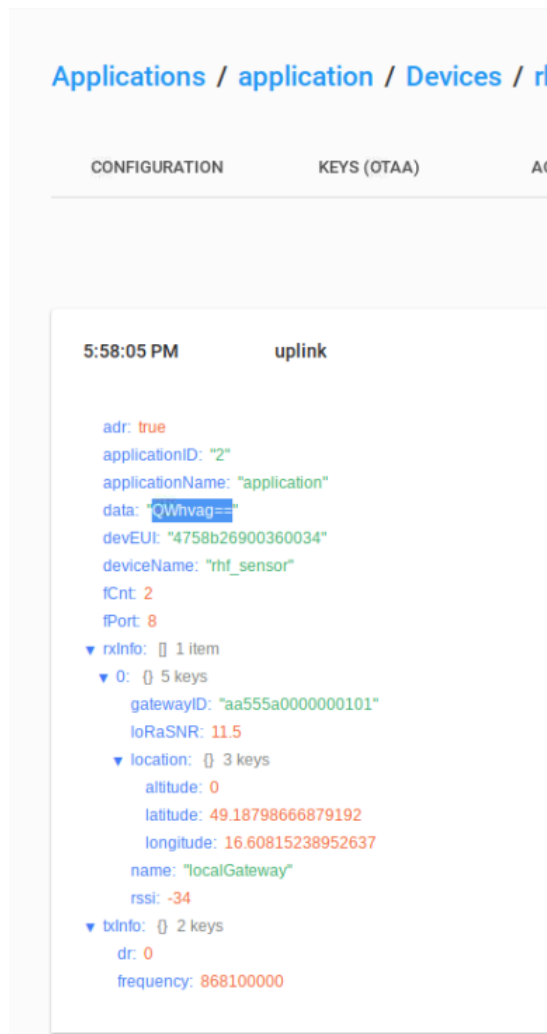 Applications / application / Devices / r
CONFIGURATION KEYS (OTAA) A
5:58:05 PM uplink
adr: true
applicationID: "2"
applicationName: "application"
data: "QWhvag=="
devEUI: "4758b26900360034"
deviceName: "rhf_sensor"
fCnt: 2
fPort: 8
▼ rxInfo: [] 1 item
▼ 0: {} 5 keys
gatewayID: "aa555a0000000101"
loRaSNR: 11.5
▼ location: {} 3 keys
altitude: 0
latitude: 49.18798666879192
longitude: 16.60815238952637
name: "localGateway"
rssi: -34
▼ txInfo: {} 2 keys
dr: 0
frequency: 868100000